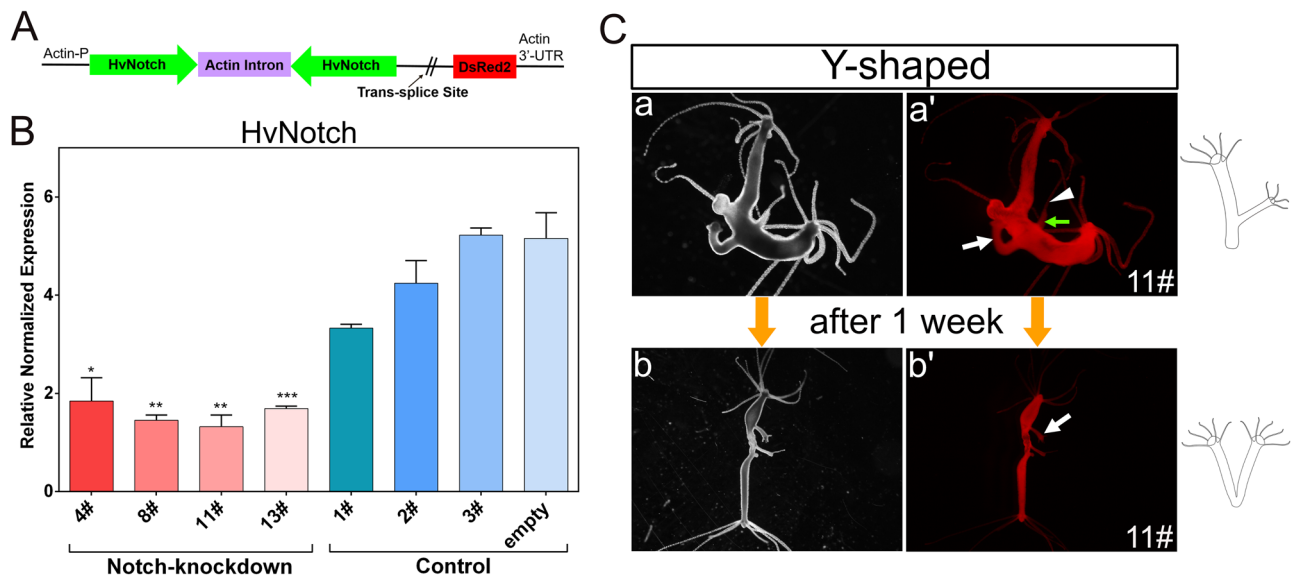 A
Actin-P
HvNotch
Actin Intron
HvNotch
DsRed2
Actin
3'-UTR
Trans-splice Site
B
HvNotch
Relative Normalized Expression
6
4
2
0
*
**
**
***
4#
8#
11#
13#
1#
2#
3#
empty
Notch-knockdown
Control
C
Y-shaped
a
a'
11#
after 1 week
b
b'
11#